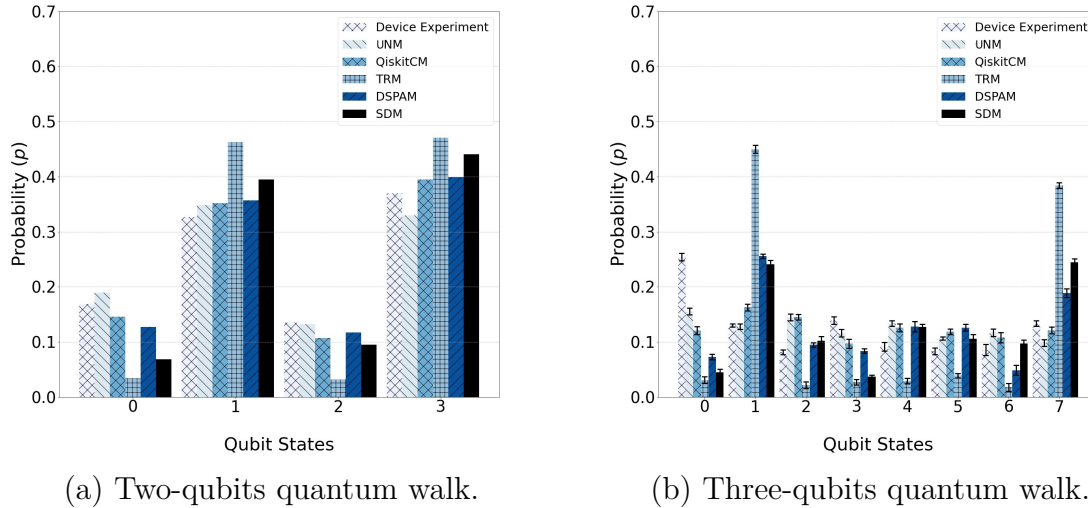 0.7
0.6
0.5
0.4
0.3
0.2
0.1
0.0
Probability (p)
Device Experiment
UNM
QiskitCM
TRM
DSPAM
SDM
0 1 2 3
Qubit States
(a) Two-qubits quantum walk.
0.7
0.6
0.5
0.4
0.3
0.2
0.1
0.0
Probability (p)
Device Experiment
UNM
QiskitCM
TRM
DSPAM
SDM
0 1 2 3 4 5 6 7
Qubit States
(b) Three-qubits quantum walk.